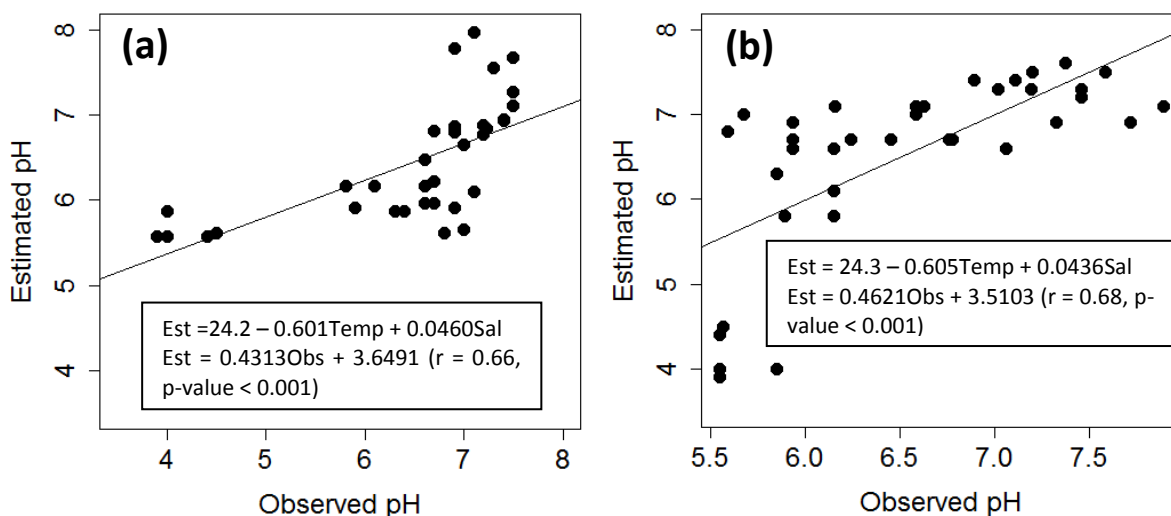 (a)
8
7
6
5
4
Estimated pH
Est =24.2 – 0.601Temp + 0.0460Sal
Est = 0.4313Obs + 3.6491 (r = 0.66,
p-value < 0.001)
4 5 6 7 8
Observed pH
(b)
8
7
6
5
4
Estimated pH
Est = 24.3 – 0.605Temp + 0.0436Sal
Est = 0.4621Obs + 3.5103 (r = 0.68, p-
value < 0.001)
5.5 6.0 6.5 7.0 7.5
Observed pH